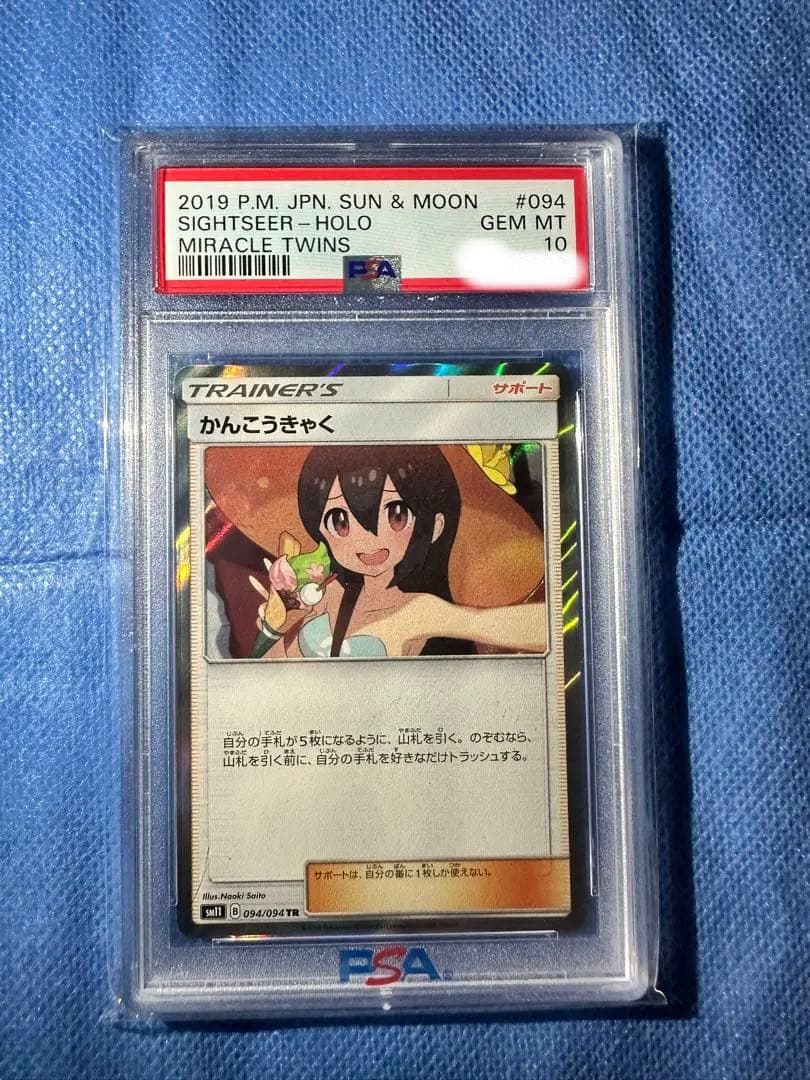 2019 P.M. JPN. SUN & MOON #094
SIGHTSEER-HOLO GEM MT
MIRACLE TWINS 10
PSA
TRAINER'S サポート
かんこうきゃく
自分の手札が5枚になるように、山札を引く。のぞむなら、
山札を引く前に、自分の手札を好きなだけトラッシュする。
サポートは、自分の番に1枚しか使えない。
Illus.Naoki Saito
sm11 B 094/094 TR
PSA